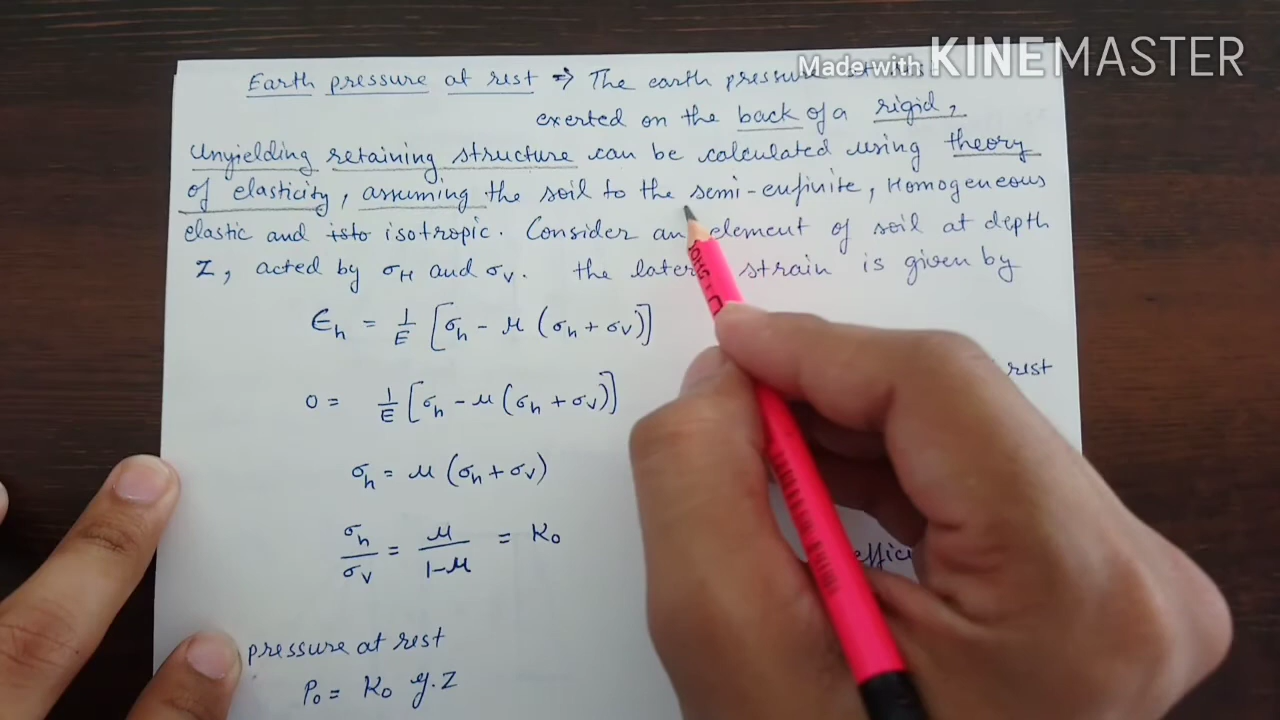 Made with KINEMASTER
Earth pressure at rest ⇒ The earth pressure
exerted on the back of a rigid,
Unyielding retaining structure can be calculated using theory
of elasticity, assuming the soil to the semi-enfinite, Homogeneous
elastic and isto isotropic. Consider an element of soil at depth
Z, acted by σH and σv. the later strain is given by
ϵh = 1/E [σh - μ (σh + σv)]
rest
0 = 1/E [σh - μ (σh + σv)]
σh = μ (σh + σv)
σh/σv = μ/1-μ = K0
effici
pressure at rest
P0 = K0 γ.Z